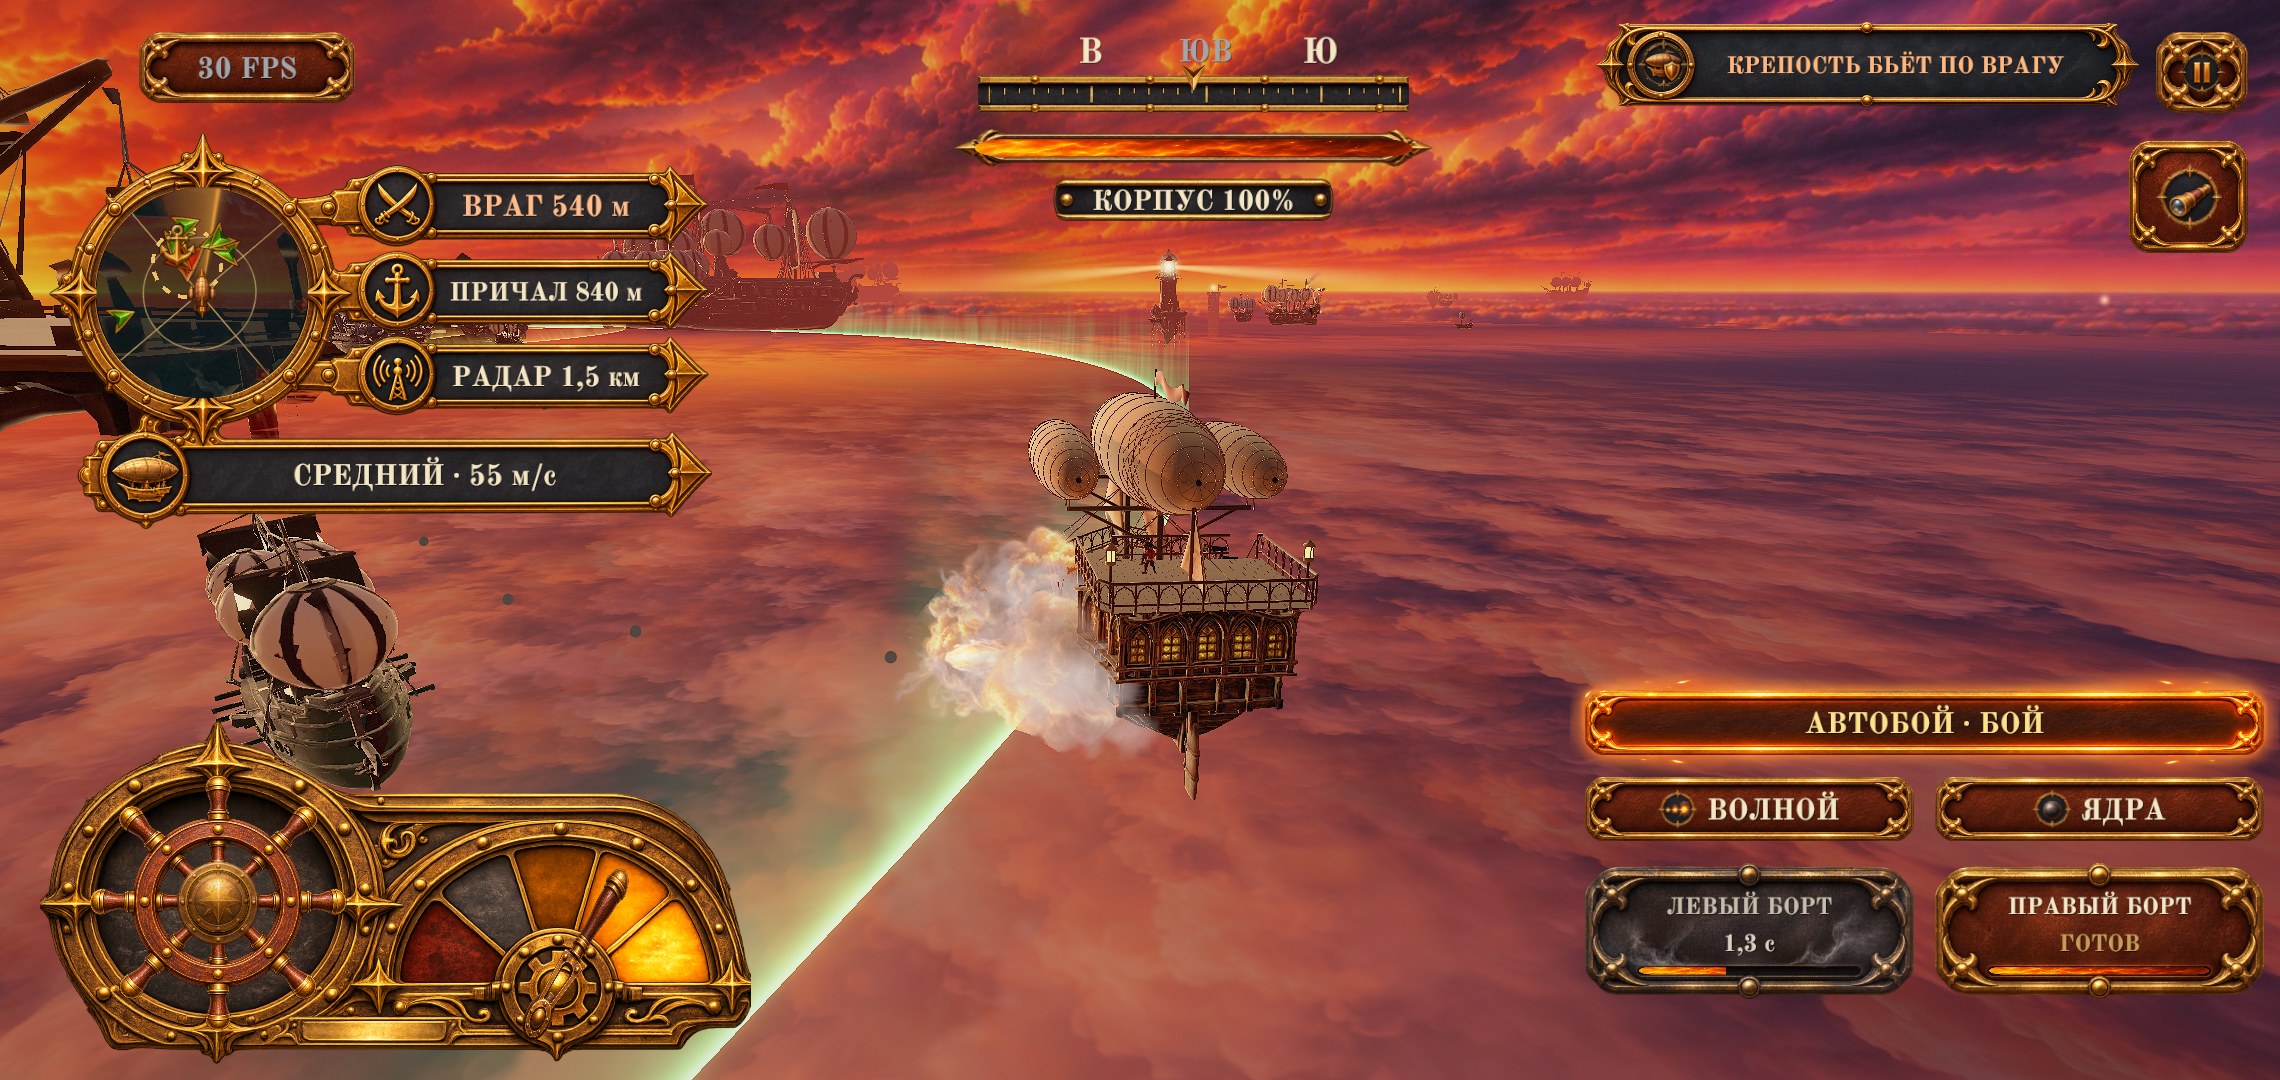 30 FPS
В ЮВ Ю
КРЕПОСТЬ БЬЁТ ПО ВРАГУ
КОРПУС 100%
ВРАГ 540 м
ПРИЧАЛ 840 м
РАДАР 1,5 км
СРЕДНИЙ · 55 м/с
АВТОБОЙ · БОЙ
ВОЛНОЙ
ЯДРА
ЛЕВЫЙ БОРТ
1,3 с
ПРАВЫЙ БОРТ
ГОТОВ